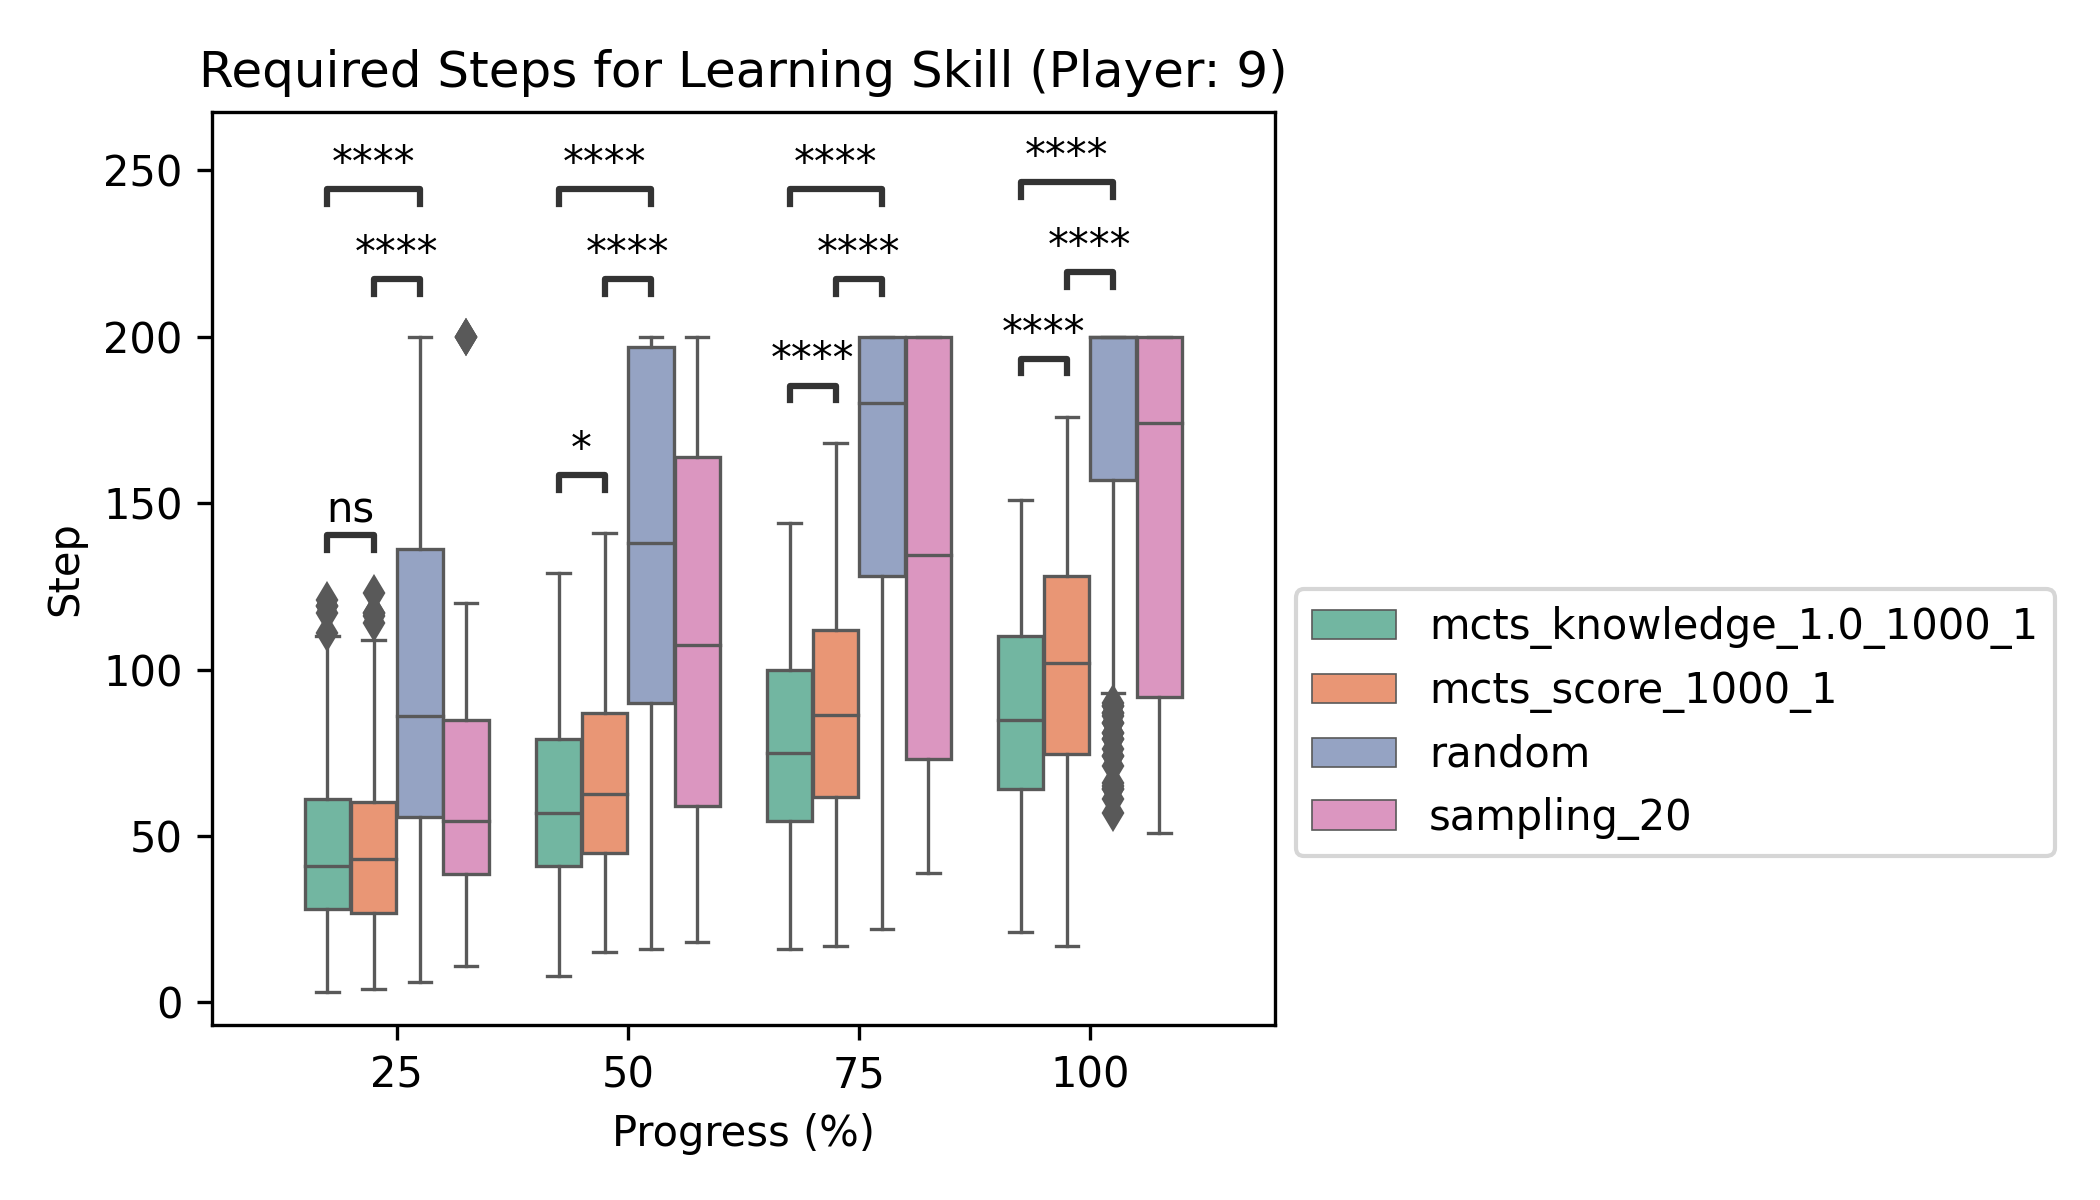 Required Steps for Learning Skill (Player: 9)
**** **** **** ****
**** **** **** ****
ns * **** ****
250
200
150
100
50
0
Step
25 50 75 100
Progress (%)
mcts_knowledge_1.0_1000_1
mcts_score_1000_1
random
sampling_20